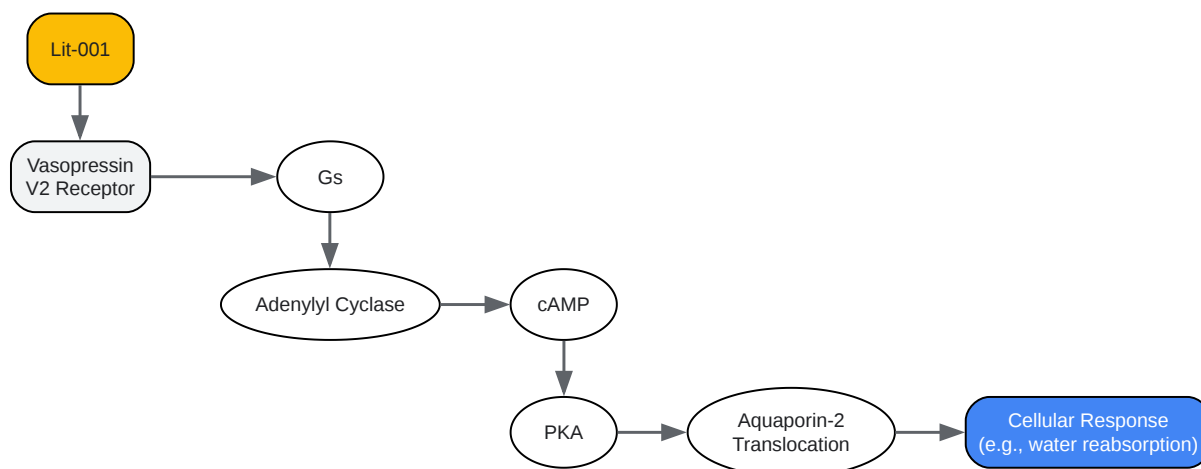 Lit-001
Vasopressin
V2 Receptor
Gs
Adenylyl Cyclase
cAMP
PKA
Aquaporin-2
Translocation
Cellular Response
(e.g., water reabsorption)